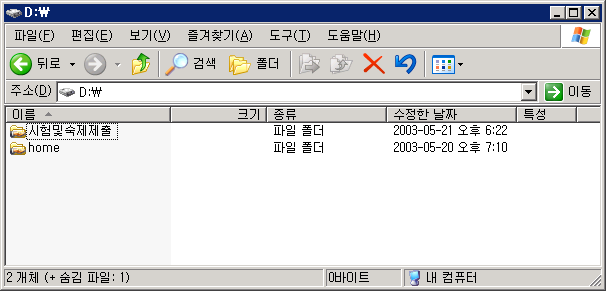 D:₩
파일(F) 편집(E) 보기(V) 즐겨찾기(A) 도구(T) 도움말(H)
뒤로 검색 폴더
주소(D) D:₩ 이동
이름 크기 종류 수정한 날짜 특성
시험및숙제제출 파일 폴더 2003-05-21 오후 6:22
home 파일 폴더 2003-05-20 오후 7:10
2 개체 (+ 숨김 파일: 1) 0바이트 내 컴퓨터